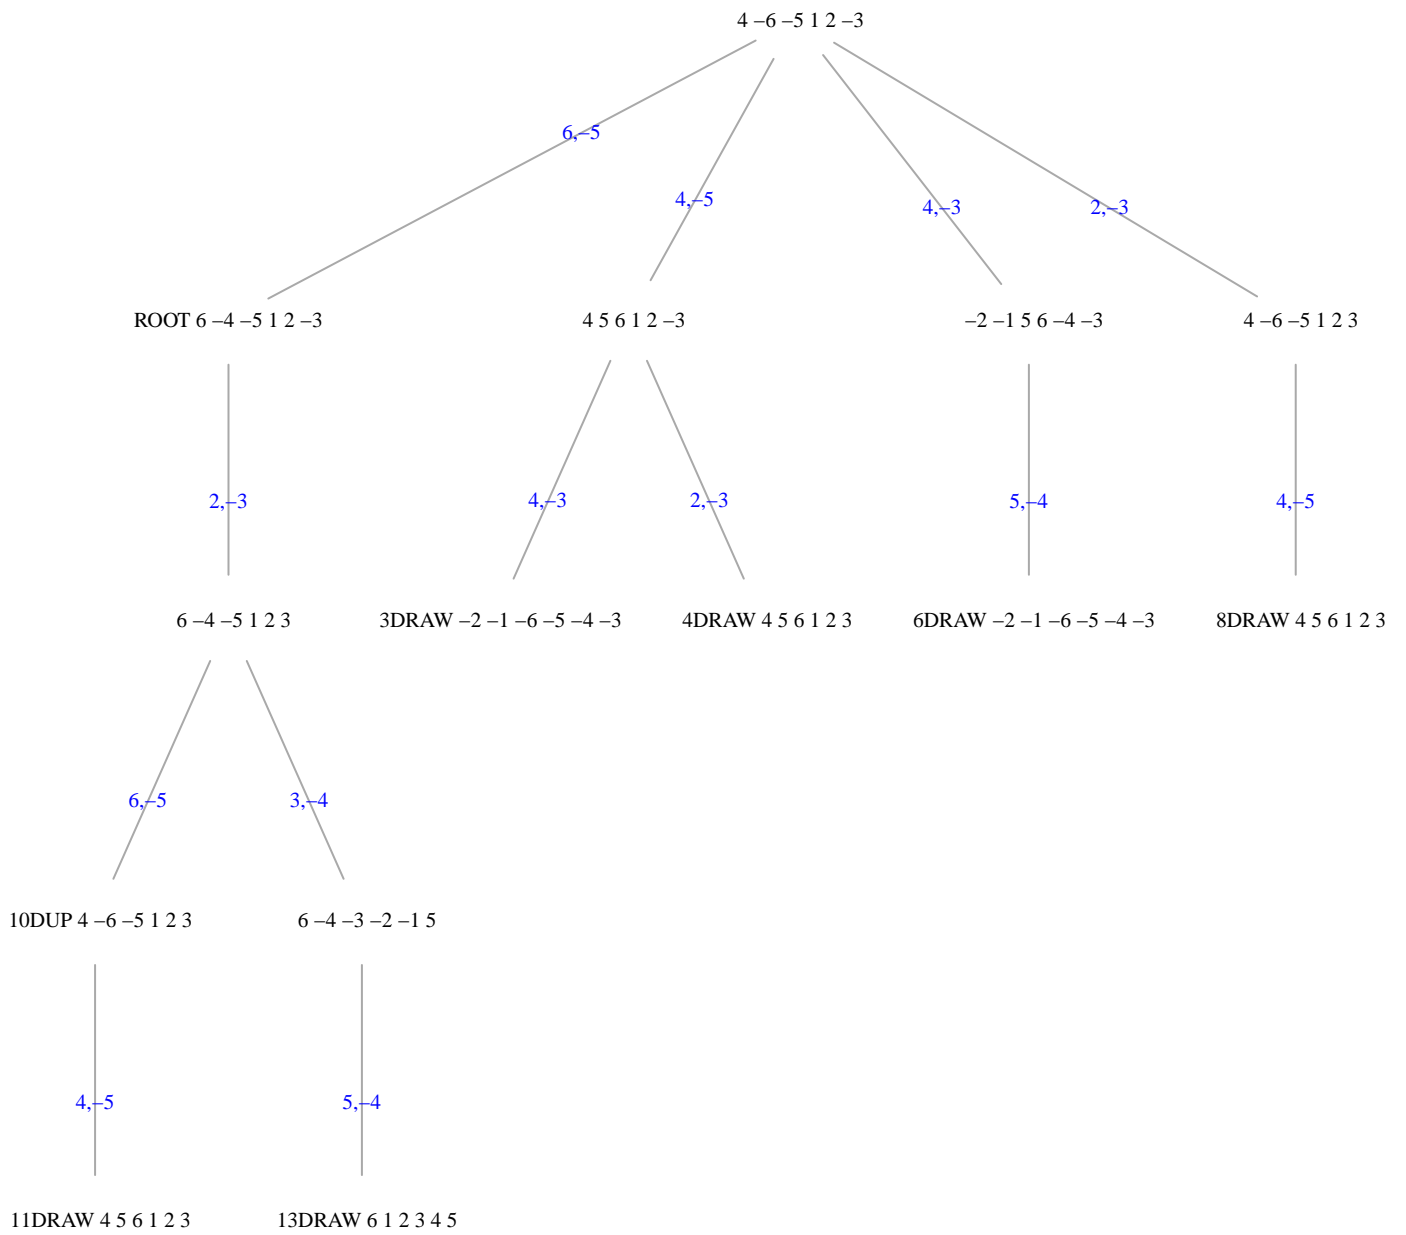 4 –6 –5 1 2 –3
6,–5
4,–5
4,–3
2,–3
ROOT 6 –4 –5 1 2 –3
4 5 6 1 2 –3
–2 –1 5 6 –4 –3
4 –6 –5 1 2 3
2,–3
4,–3
2,–3
5,–4
4,–5
6 –4 –5 1 2 3
3DRAW –2 –1 –6 –5 –4 –3
4DRAW 4 5 6 1 2 3
6DRAW –2 –1 –6 –5 –4 –3
8DRAW 4 5 6 1 2 3
6,–5
3,–4
10DUP 4 –6 –5 1 2 3
6 –4 –3 –2 –1 5
4,–5
5,–4
11DRAW 4 5 6 1 2 3
13DRAW 6 1 2 3 4 5